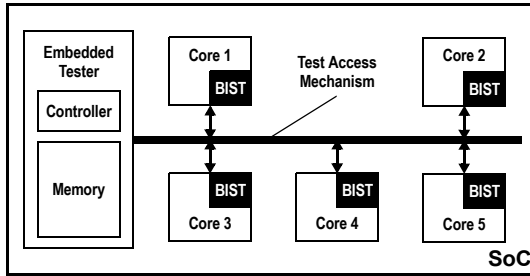 Embedded
Tester
Controller
Memory
Core 1
BIST
Test Access
Mechanism
Core 2
BIST
BIST
Core 3
BIST
Core 4
BIST
Core 5
SoC